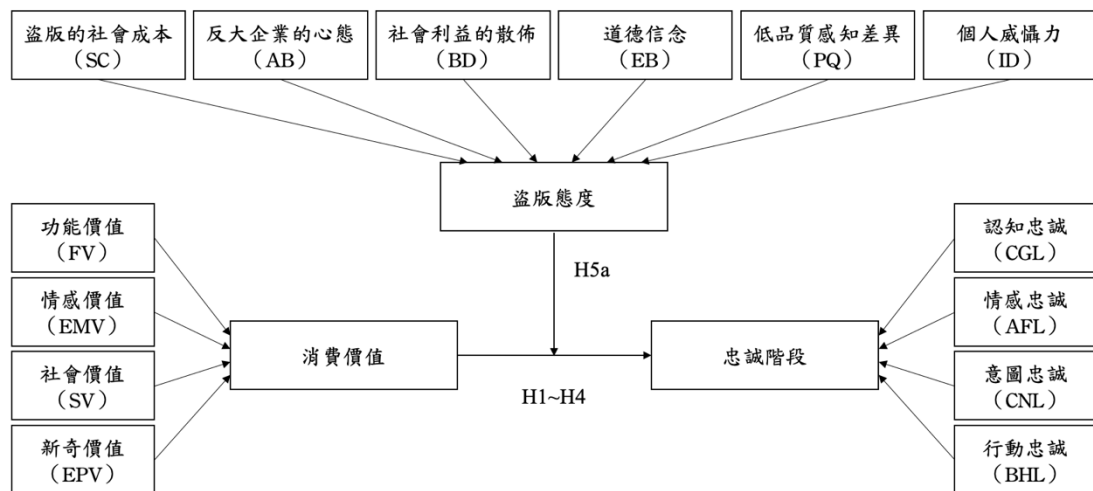 盜版的社會成本
（SC）
反大企業的心態
（AB）
社會利益的散佈
（BD）
道德信念
（EB）
低品質感知差異
（PQ）
個人威懾力
（ID）
盜版態度
功能價值
（FV）
情感價值
（EMV）
社會價值
（SV）
新奇價值
（EPV）
消費價值
H5a
H1~H4
忠誠階段
認知忠誠
（CGL）
情感忠誠
（AFL）
意圖忠誠
（CNL）
行動忠誠
（BHL）